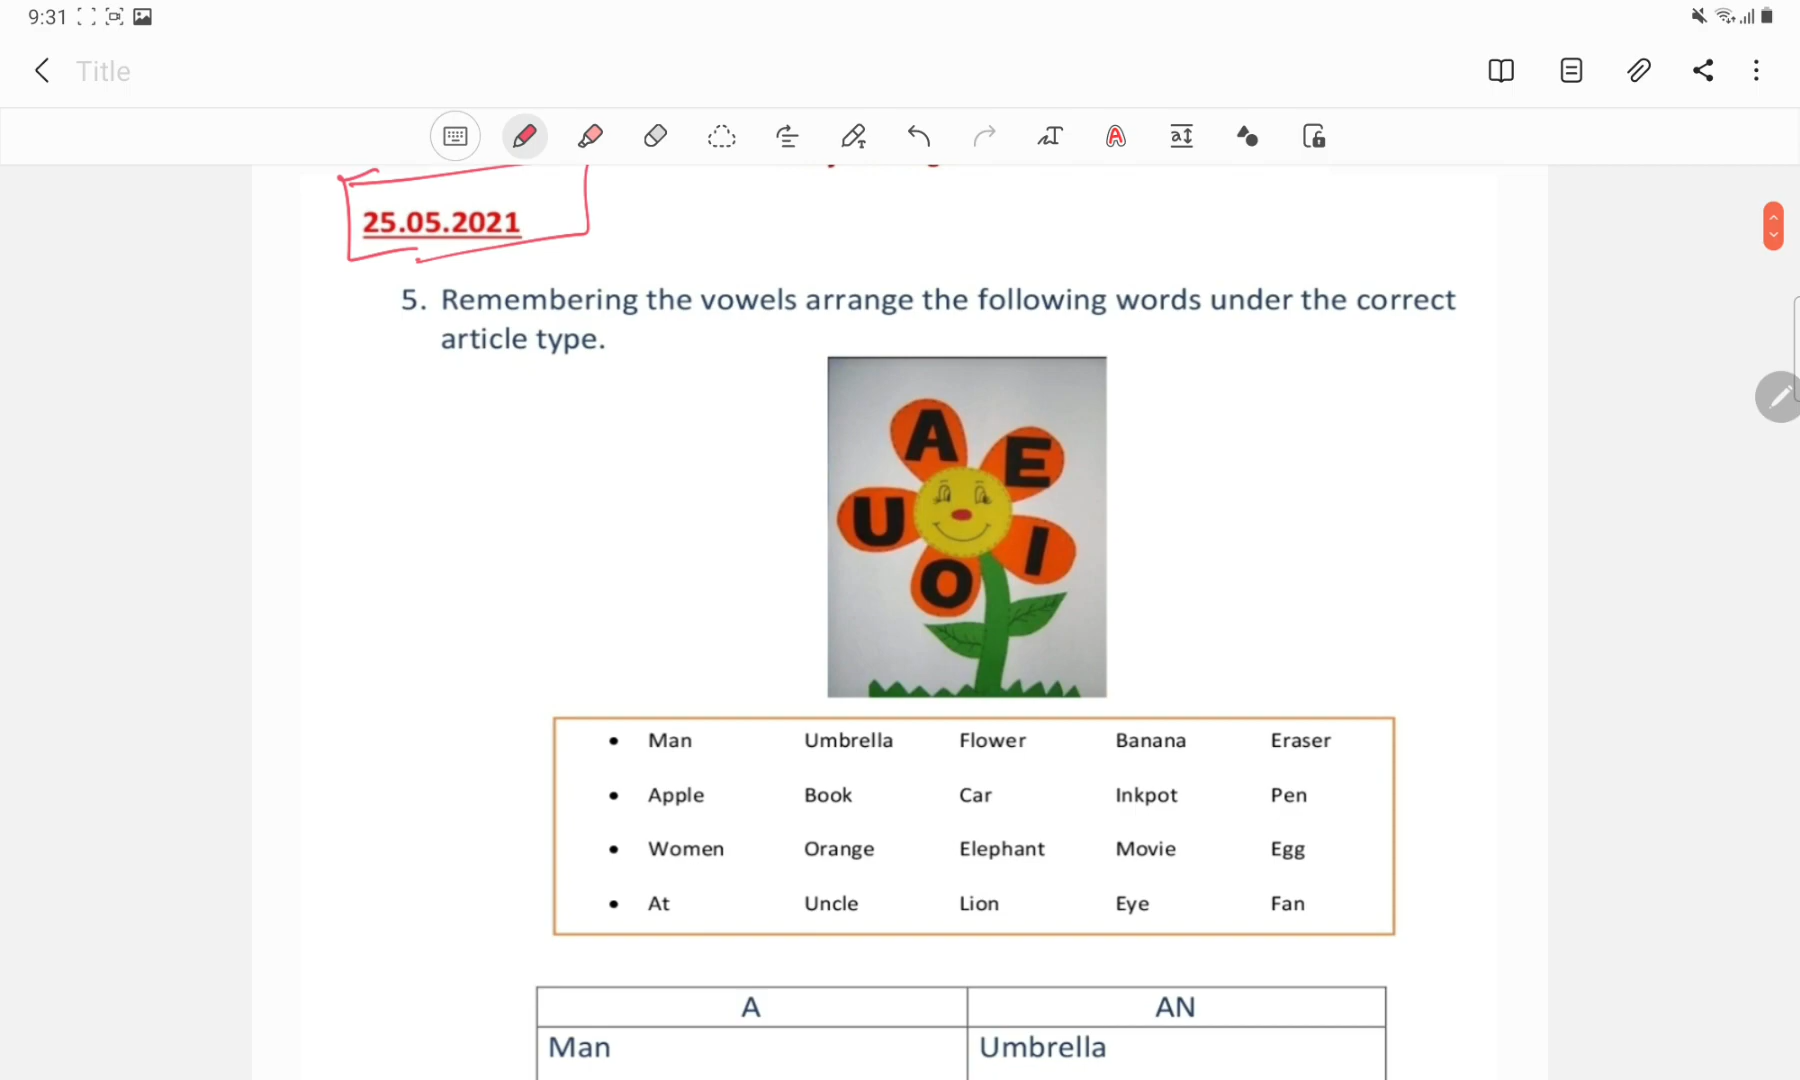 9:31
Title
25.05.2021
5. Remembering the vowels arrange the following words under the correct
article type.
A
E
U
I
O
• Man Umbrella Flower Banana Eraser
• Apple Book Car Inkpot Pen
• Women Orange Elephant Movie Egg
• At Uncle Lion Eye Fan
A AN
Man Umbrella